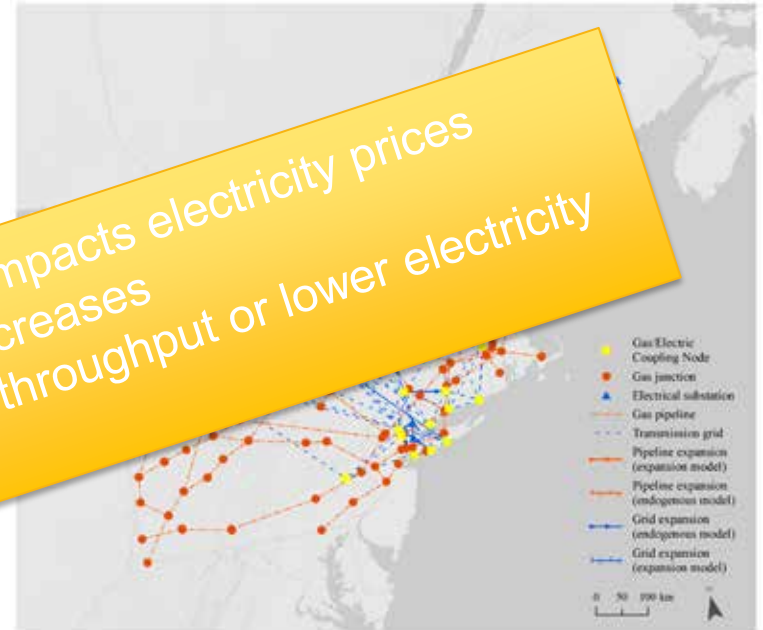 mpacts electricity prices
creases
throughput or lower electricity
Gas/Electric
Coupling Node
Gas junction
Electrical substation
Gas pipeline
Transmission grid
Pipeline expansion
(expansion model)
Pipeline expansion
(endogenous model)
Grid expansion
(endogenous model)
Grid expansion
(expansion model)
0 50 100 km